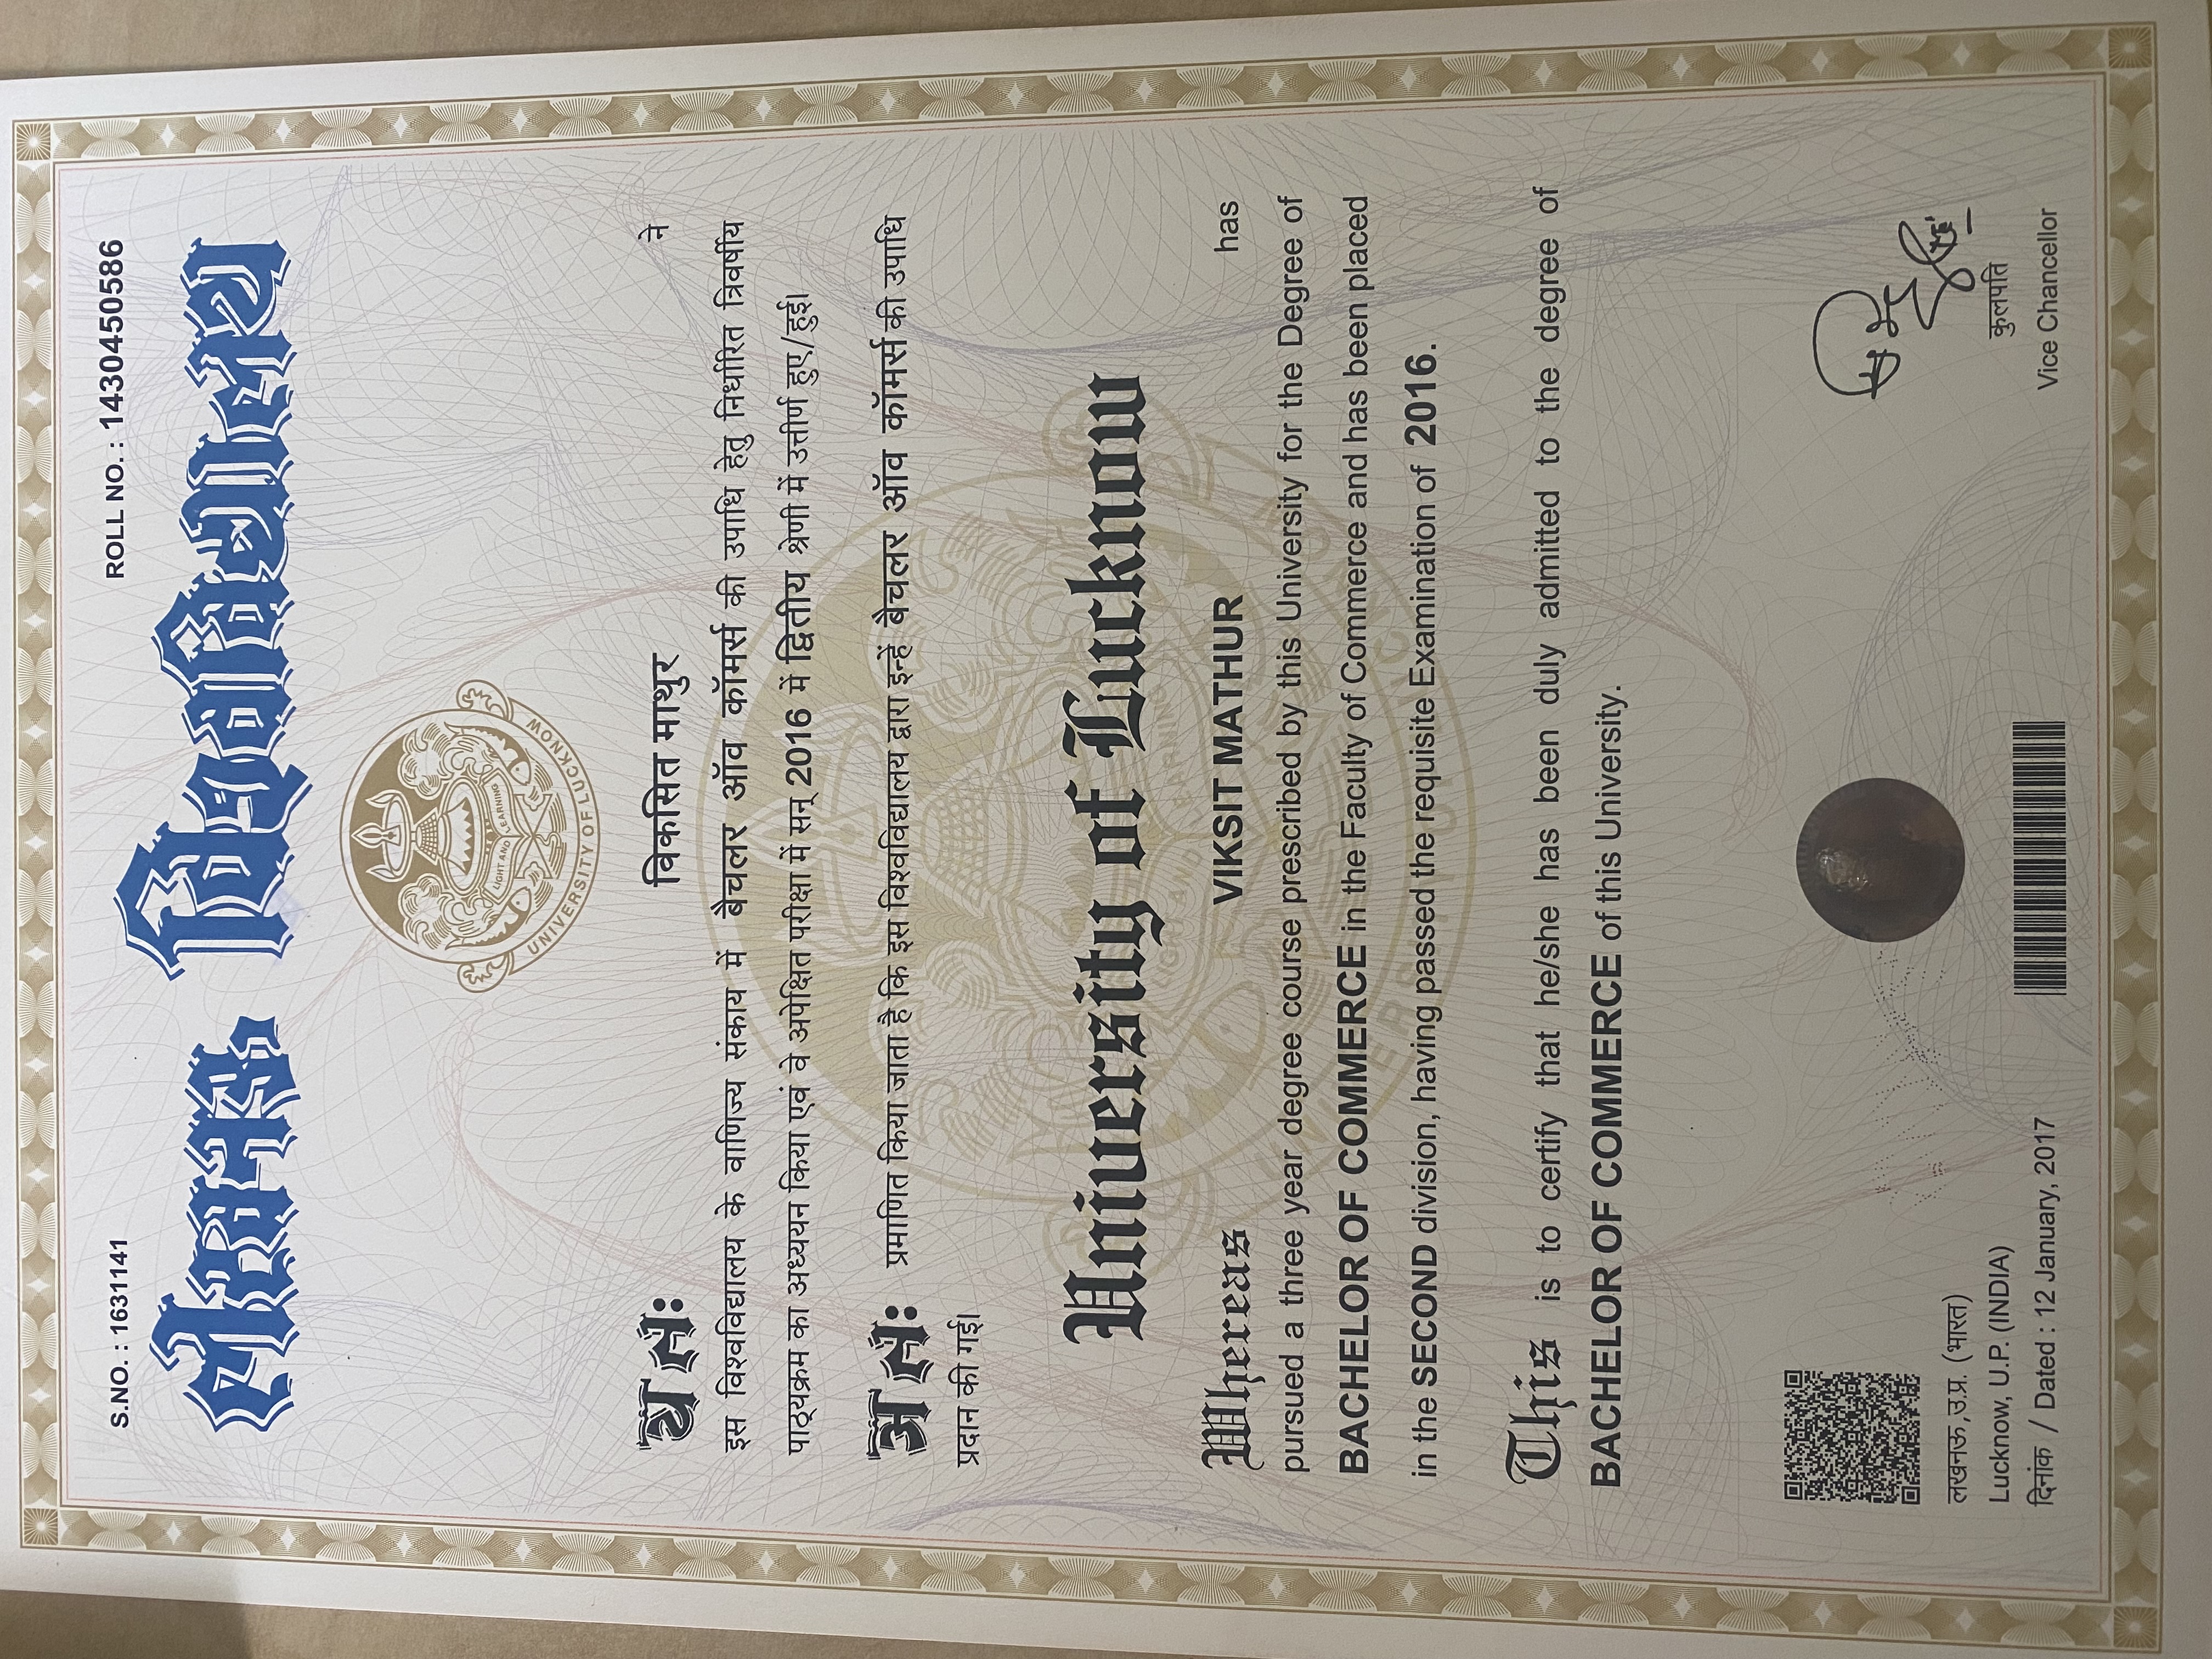 S.NO. : 1631141
ROLL NO. : 1430450586
लखनऊ विश्वविद्यालय
LIGHT AND LEARNING
UNIVERSITY OF LUCKNOW
यतः विकसित माथुर ने
इस विश्वविद्यालय के वाणिज्य संकाय में बैचलर ऑव कॉमर्स की उपाधि हेतु निर्धारित त्रिवर्षीय
पाठ्यक्रम का अध्ययन किया एवं वे अपेक्षित परीक्षा में सन् 2016 में द्वितीय श्रेणी में उत्तीर्ण हुए/हुई।
अतः प्रमाणित किया जाता है कि इस विश्वविद्यालय द्वारा इन्हें बैचलर ऑव कॉमर्स की उपाधि
प्रदान की गई।
University of Lucknow
Whereas VIKSIT MATHUR has
pursued a three year degree course prescribed by this University for the Degree of
BACHELOR OF COMMERCE in the Faculty of Commerce and has been placed
in the SECOND division, having passed the requisite Examination of 2016.
This is to certify that he/she has been duly admitted to the degree of
BACHELOR OF COMMERCE of this University.
लखनऊ,उ.प्र. (भारत)
Lucknow, U.P. (INDIA)
दिनांक / Dated : 12 January, 2017
कुलपति
Vice Chancellor